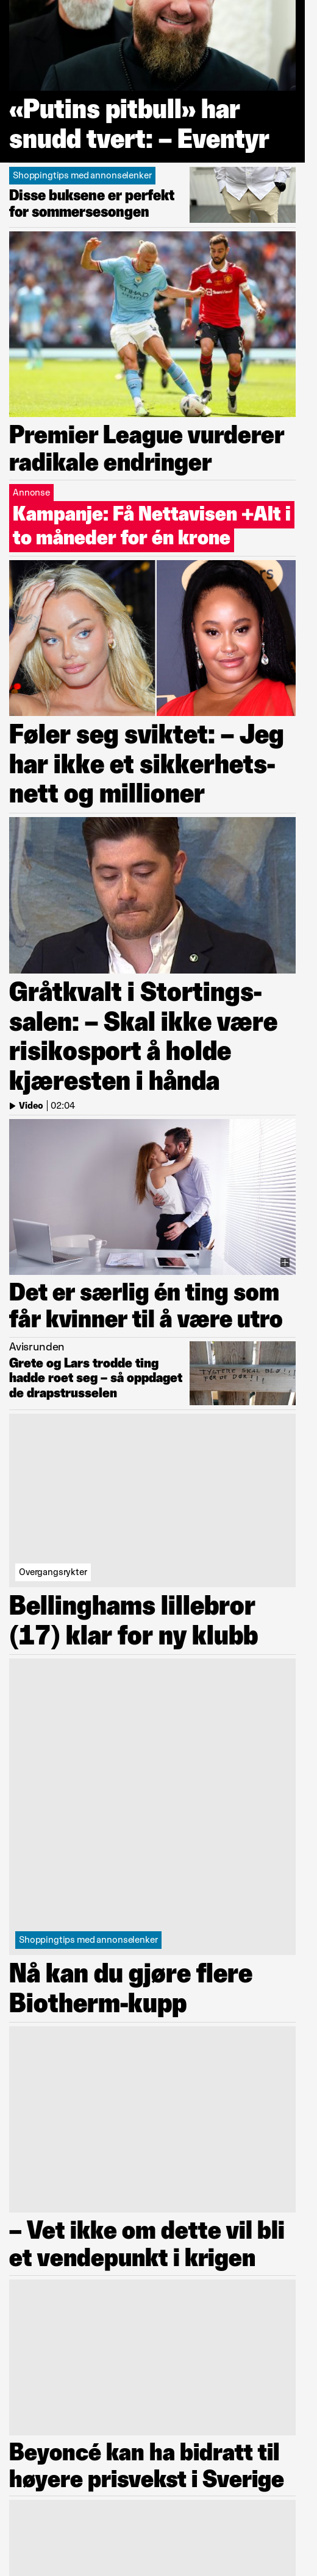 «Putins pitbull» har
snudd tvert: – Eventyr
Shoppingtips med annonselenker
Disse buksene er perfekt
for sommersesongen
ETIHAD
Premier League vurderer
radikale endringer
Annonse
Kampanje: Få Nettavisen +Alt i
to måneder for én krone
Føler seg sviktet: – Jeg
har ikke et sikkerhets-
nett og millioner
Gråtkvalt i Stortings-
salen: – Skal ikke være
risikosport å holde
kjæresten i hånda
Video | 02:04
Det er særlig én ting som
får kvinner til å være utro
Avisrunden
Grete og Lars trodde ting
hadde roet seg – så oppdaget
de drapstrusselen
Overgangsrykter
Bellinghams lillebror
(17) klar for ny klubb
Shoppingtips med annonselenker
Nå kan du gjøre flere
Biotherm-kupp
– Vet ikke om dette vil bli
et vendepunkt i krigen
Beyoncé kan ha bidratt til
høyere prisvekst i Sverige